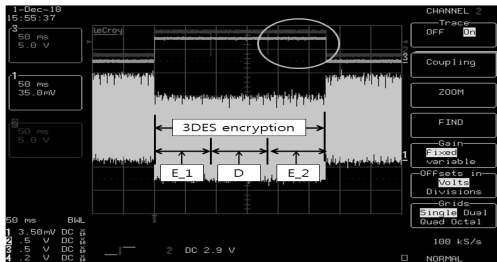 1-Dec-10
15:55:37
LeCroy
3
50 ms
5.0 V
1
50 ms
35.0mV
2
50 ms
5.0 V
3DES encryption
E_1
D
E_2
1
50 ms
BWL
1 3.50mV DC
2 .5 V DC
3 .5 V DC
4 .2 V DC
2 DC 2.9 V
CHANNEL 2
Trace
OFF On
Coupling
ZOOM
FIND
Gain
Fixed
variable
Offsets in
Volts
Divisions
Grids
Single Dual
Quad Octal
100 kS/s
NORMAL